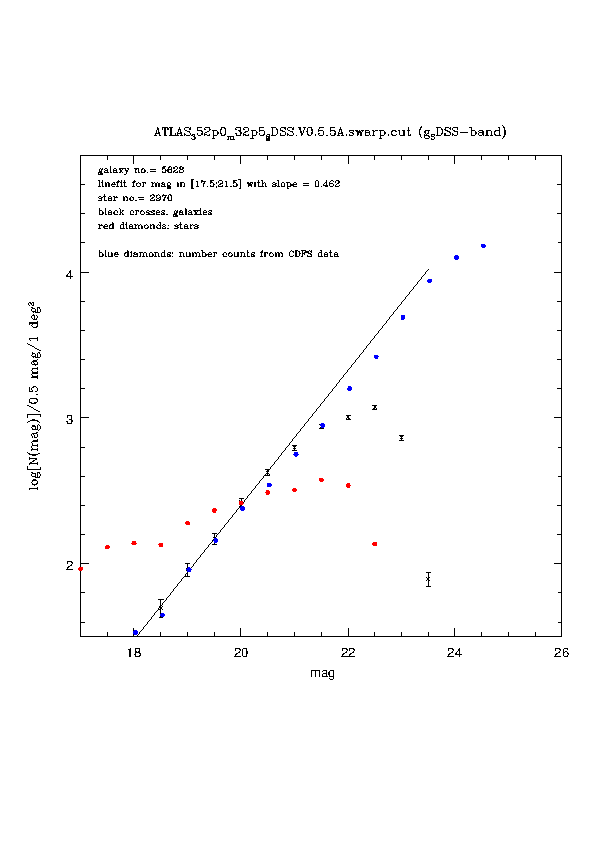 ATLAS₃52p0ₘ32p5gDSS.V0.5.5A.swarp.cut (g₅DSS−band)
galaxy no.= 5628
linefit for mag in [17.5;21.5] with slope = 0.462
star no.= 2970
black crosses: galaxies
red diamonds: stars
blue diamonds: number counts from CDFS data
log[N(mag)]/0.5 mag/1 deg²
4
3
2
18 20 22 24 26
mag